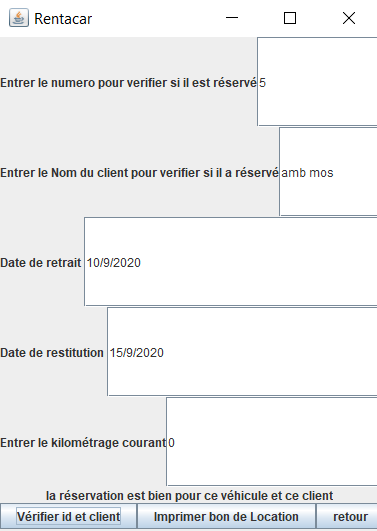 Rentacar
Entrer le numero pour verifier si il est réservé 5
Entrer le Nom du client pour verifier si il a réservé amb mos
Date de retrait 10/9/2020
Date de restitution 15/9/2020
Entrer le kilométrage courant 0
la réservation est bien pour ce véhicule et ce client
Vérifier id et client Imprimer bon de Location retour